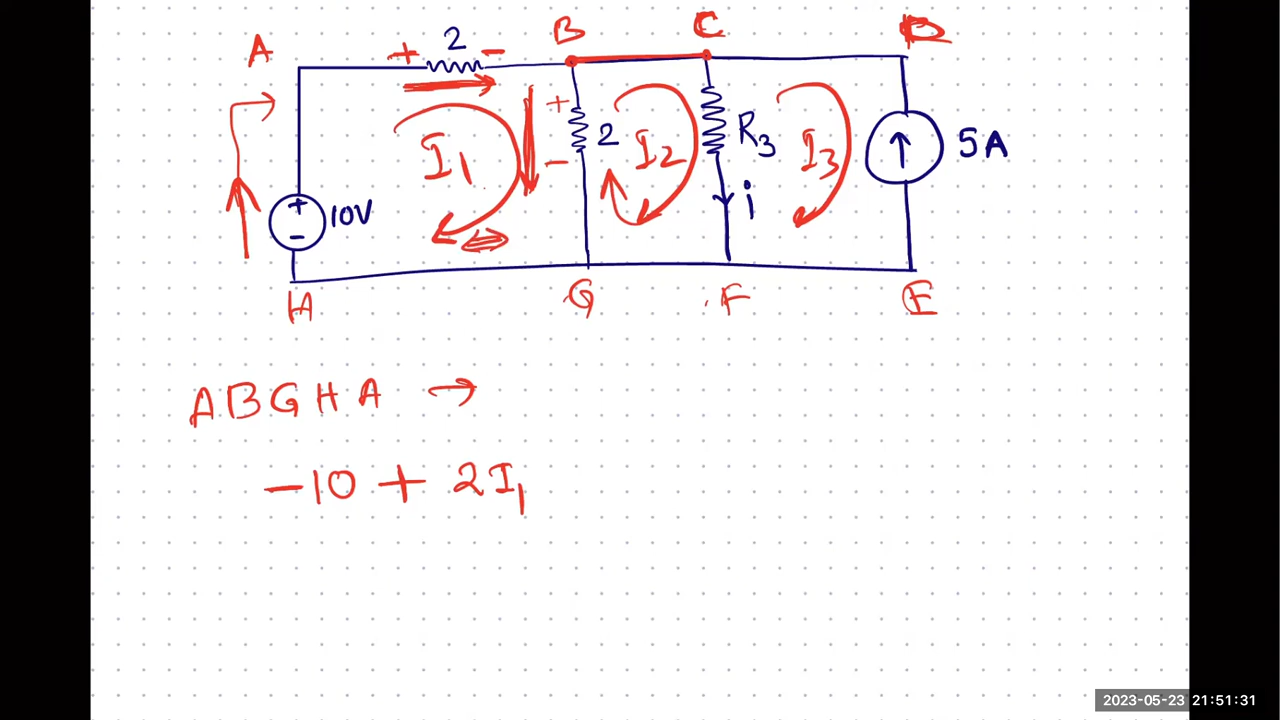 A + 2 - B C D
+ 2 - I1 I2 R3 I3 5A
+ - 10V i
H G F E
ABGHA →
-10 + 2I1
2023-05-23 21:51:31